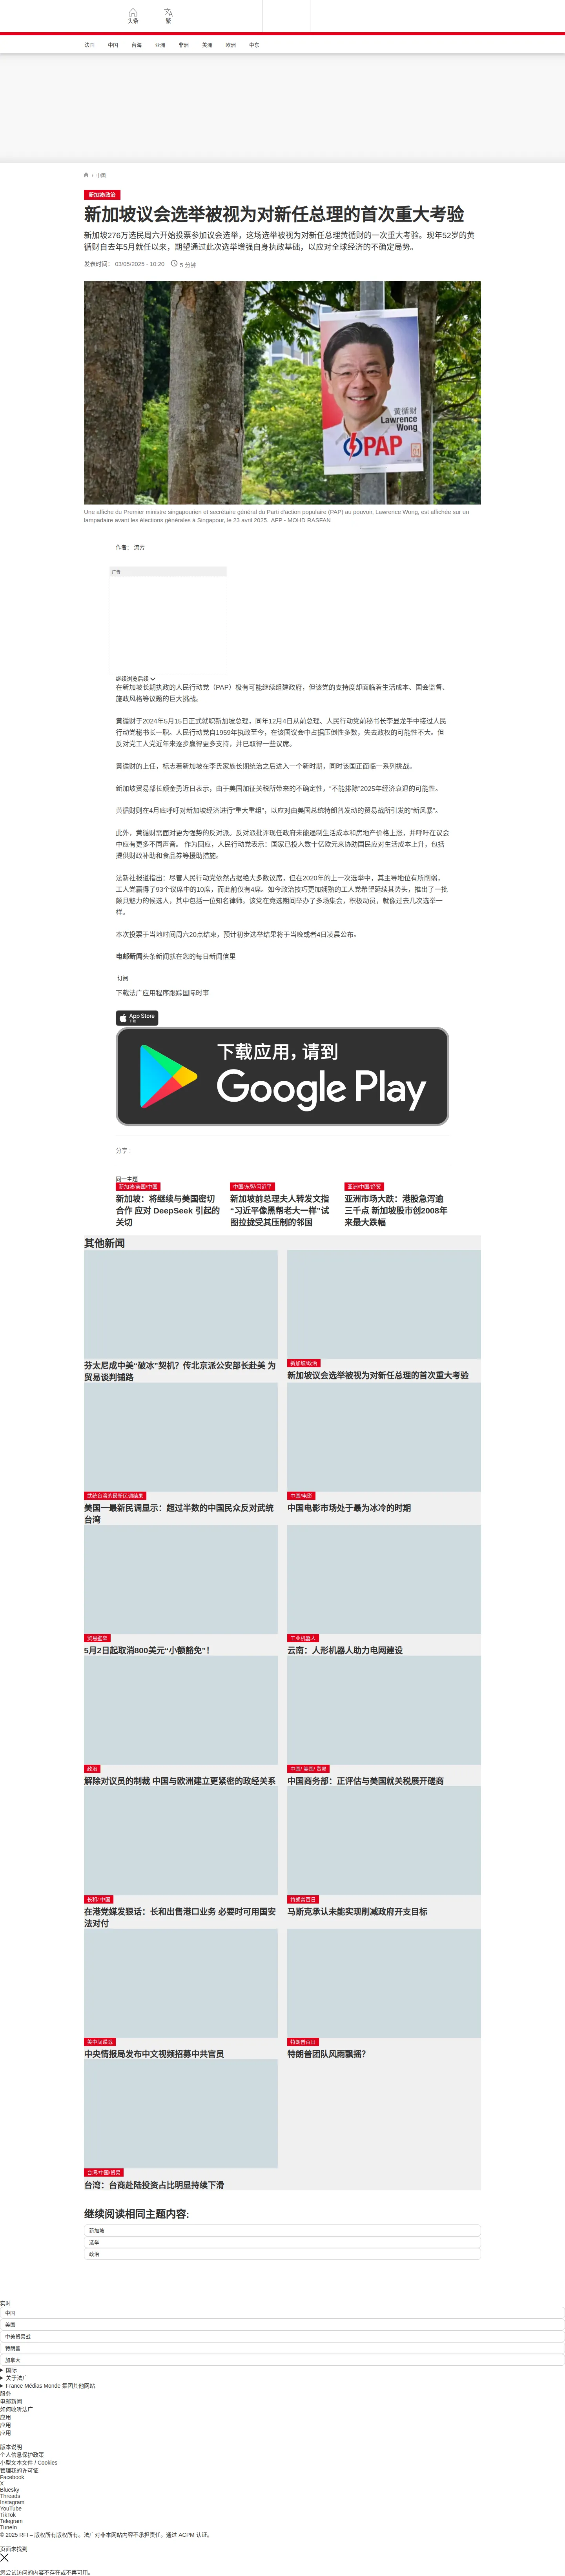 头条
繁
法国
中国
台海
亚洲
非洲
美洲
欧洲
中东
/ 中国
新加坡/政治
新加坡议会选举被视为对新任总理的首次重大考验
新加坡276万选民周六开始投票参加议会选举，这场选举被视为对新任总理黄循财的一次重大考验。现年52岁的黄
循财自去年5月就任以来，期望通过此次选举增强自身执政基础，以应对全球经济的不确定局势。
发表时间： 03/05/2025 - 10:20 5 分钟
黄循财
Lawrence
Wong
PAP
Une affiche du Premier ministre singapourien et secrétaire général du Parti d'action populaire (PAP) au pouvoir, Lawrence Wong, est affichée sur un
lampadaire avant les élections générales à Singapour, le 23 avril 2025. AFP - MOHD RASFAN
作者： 流芳
广告
继续浏览后续
在新加坡长期执政的人民行动党（PAP）极有可能继续组建政府，但该党的支持度却面临着生活成本、国会监督、
施政风格等议题的巨大挑战。
黄循财于2024年5月15日正式就职新加坡总理，同年12月4日从前总理、人民行动党前秘书长李显龙手中接过人民
行动党秘书长一职。人民行动党自1959年执政至今，在该国议会中占据压倒性多数，失去政权的可能性不大。但
反对党工人党近年来逐步赢得更多支持，并已取得一些议席。
黄循财的上任，标志着新加坡在李氏家族长期统治之后进入一个新时期，同时该国正面临一系列挑战。
新加坡贸易部长颜金勇近日表示，由于美国加征关税所带来的不确定性，“不能排除”2025年经济衰退的可能性。
黄循财则在4月底呼吁对新加坡经济进行“重大重组”，以应对由美国总统特朗普发动的贸易战所引发的“新风暴”。
此外，黄循财需面对更为强势的反对派。反对派批评现任政府未能遏制生活成本和房地产价格上涨，并呼吁在议会
中应有更多不同声音。 作为回应，人民行动党表示：国家已投入数十亿欧元来协助国民应对生活成本上升，包括
提供财政补助和食品券等援助措施。
法新社报道指出：尽管人民行动党依然占据绝大多数议席，但在2020年的上一次选举中，其主导地位有所削弱，
工人党赢得了93个议席中的10席，而此前仅有4席。如今政治技巧更加娴熟的工人党希望延续其势头，推出了一批
颇具魅力的候选人，其中包括一位知名律师。该党在竞选期间举办了多场集会，积极动员，就像过去几次选举一
样。
本次投票于当地时间周六20点结束，预计初步选举结果将于当晚或者4日凌晨公布。
电邮新闻头条新闻就在您的每日新闻信里
订阅
下载法广应用程序跟踪国际时事
App Store
下载
下载应用，请到
Google Play
分享 :
同一主题
新加坡/美国/中国
新加坡：将继续与美国密切
合作 应对 DeepSeek 引起的
关切
中国/东盟/习近平
新加坡前总理夫人转发文指
“习近平像黑帮老大一样”试
图拉拢受其压制的邻国
亚洲/中国/经贸
亚洲市场大跌：港股急泻逾
三千点 新加坡股市创2008年
来最大跌幅
其他新闻
芬太尼成中美“破冰”契机？传北京派公安部长赴美 为
贸易谈判铺路
新加坡/政治
新加坡议会选举被视为对新任总理的首次重大考验
武统台湾的最新民调结果
美国一最新民调显示：超过半数的中国民众反对武统
台湾
中国/电影
中国电影市场处于最为冰冷的时期
贸易壁垒
5月2日起取消800美元“小额豁免”！
工业机器人
云南：人形机器人助力电网建设
政治
解除对议员的制裁 中国与欧洲建立更紧密的政经关系
中国/ 美国/ 贸易
中国商务部：正评估与美国就关税展开磋商
长和/ 中国
在港党媒发狠话：长和出售港口业务 必要时可用国安
法对付
特朗普百日
马斯克承认未能实现削减政府开支目标
美中间谍战
中央情报局发布中文视频招募中共官员
特朗普百日
特朗普团队风雨飘摇？
台湾/中国/贸易
台湾：台商赴陆投资占比明显持续下滑
继续阅读相同主题内容:
新加坡
选举
政治
实时
中国
美国
中美贸易战
特朗普
加拿大
国际
关于法广
France Médias Monde 集团其他网站
服务
电邮新闻
如何收听法广
应用
应用
应用
版本说明
个人信息保护政策
小型文本文件 / Cookies
管理我的许可证
Facebook
X
Bluesky
Threads
Instagram
YouTube
TikTok
Telegram
TuneIn
© 2025 RFI – 版权所有版权所有。法广对非本网站内容不承担责任。通过 ACPM 认证。
页面未找到
您尝试访问的内容不存在或不再可用。